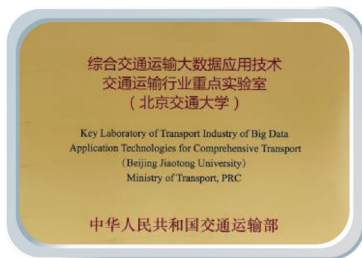 综合交通运输大数据应用技术
交通运输行业重点实验室
（北京交通大学）
Key Laboratory of Transport Industry of Big Data
Application Technologies for Comprehensive Transport
(Beijing Jiaotong University)
Ministry of Transport, PRC
中华人民共和国交通运输部